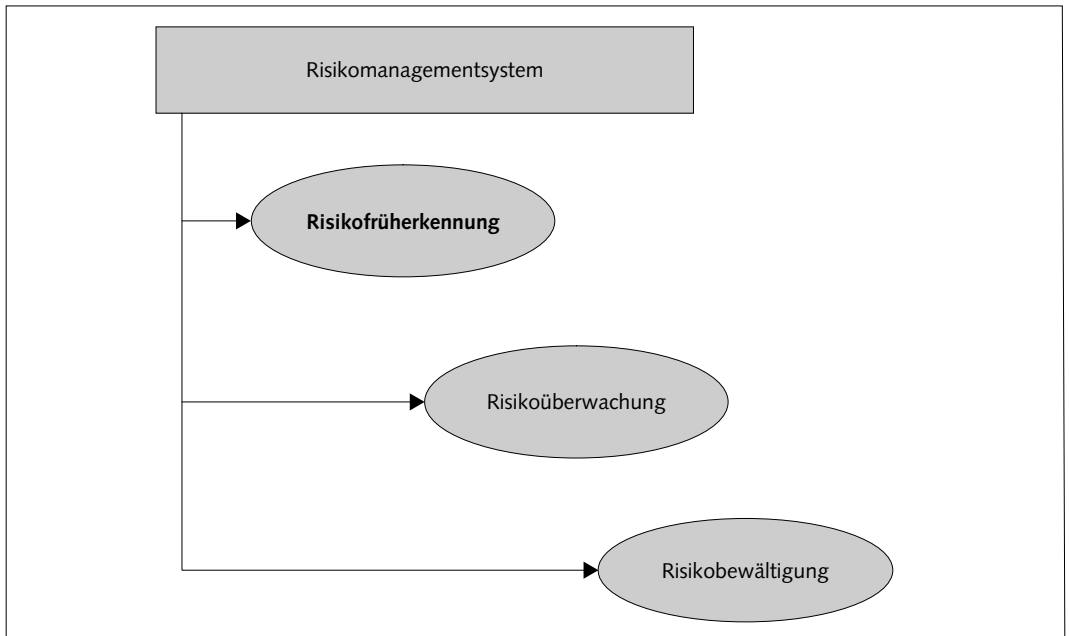 Risikomanagementsystem
Risikofrüherkennung
Risikoüberwachung
Risikobewältigung